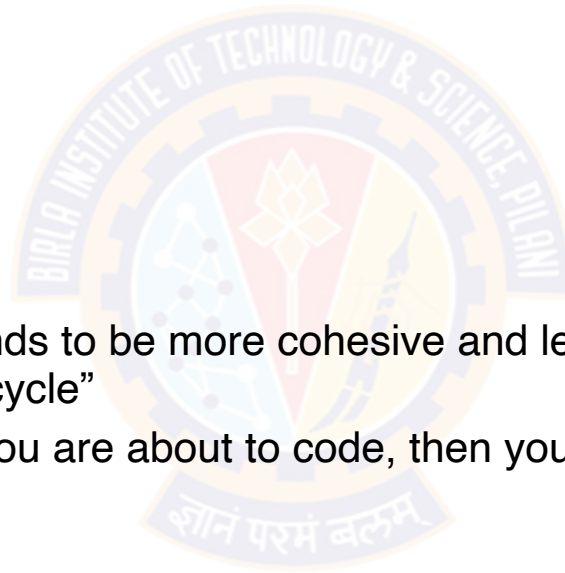 BIRLA INSTITUTE OF TECHNOLOGY & SCIENCE, PILANI
nds to be more cohesive and le
cycle”
ou are about to code, then you
ज्ञानं परमं बलम्